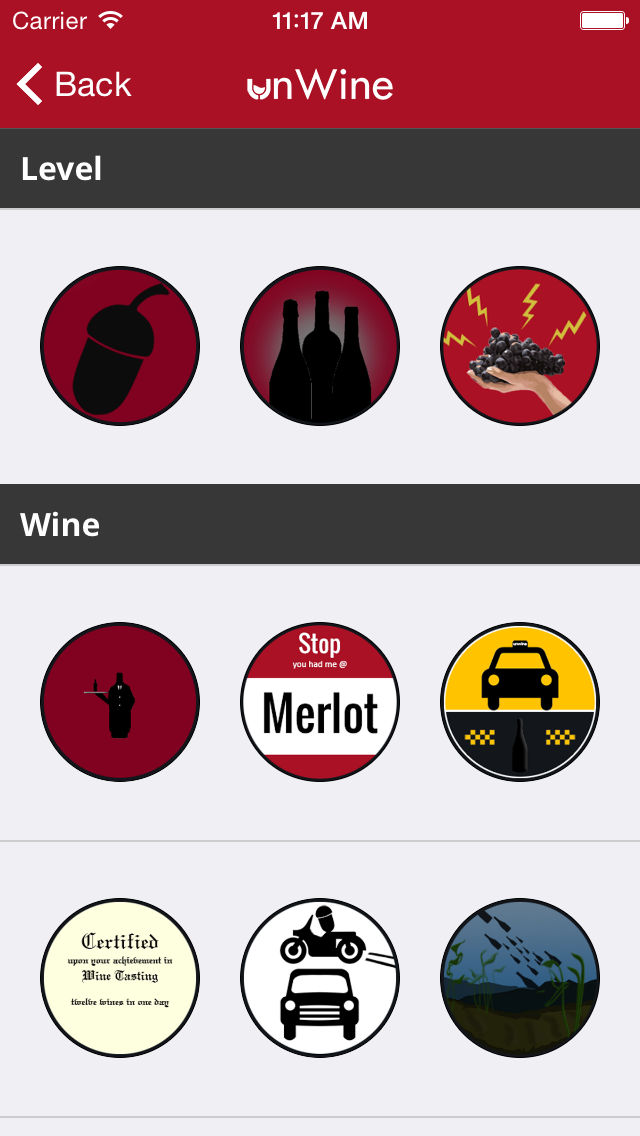 Carrier 11:17 AM
Back unWine
Level
Wine
Stop
you had me @
Merlot
unwine
Certified
upon your achievement in
Wine Tasting
twelve wines in one day